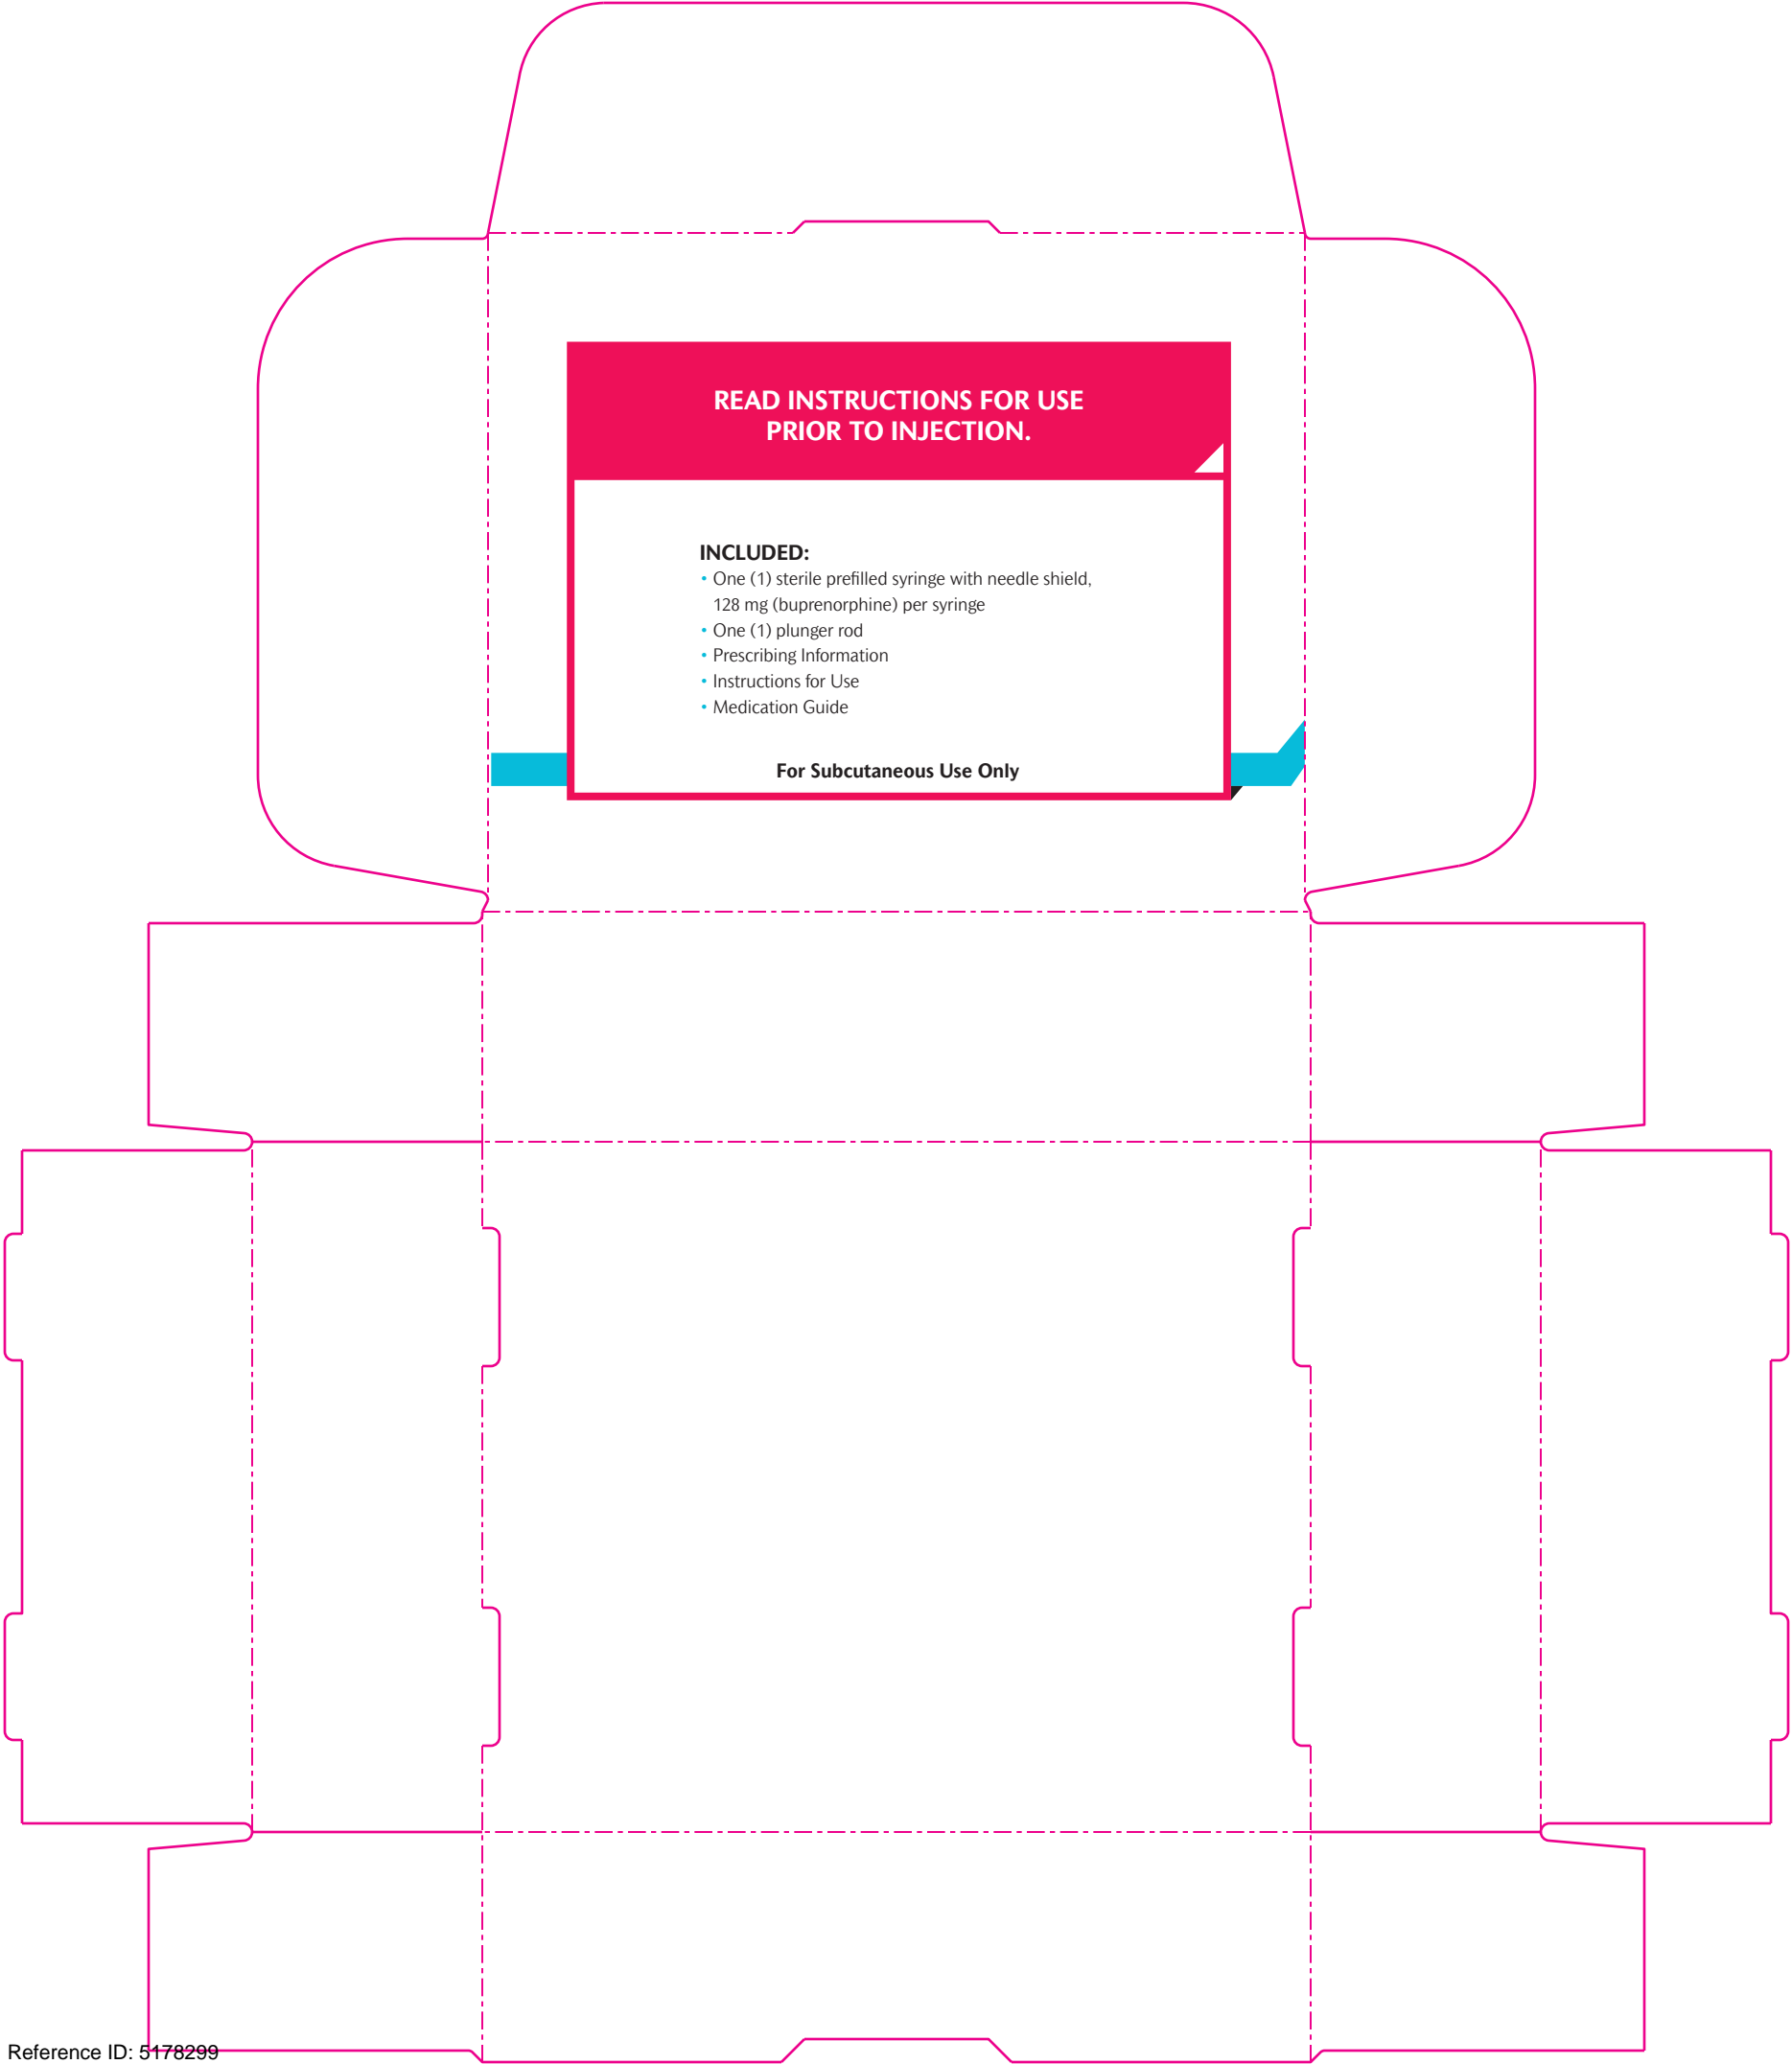 READ INSTRUCTIONS FOR USE
PRIOR TO INJECTION.
INCLUDED:
• One (1) sterile prefilled syringe with needle shield,
128 mg (buprenorphine) per syringe
• One (1) plunger rod
• Prescribing Information
• Instructions for Use
• Medication Guide
For Subcutaneous Use Only
Reference ID: 5178299